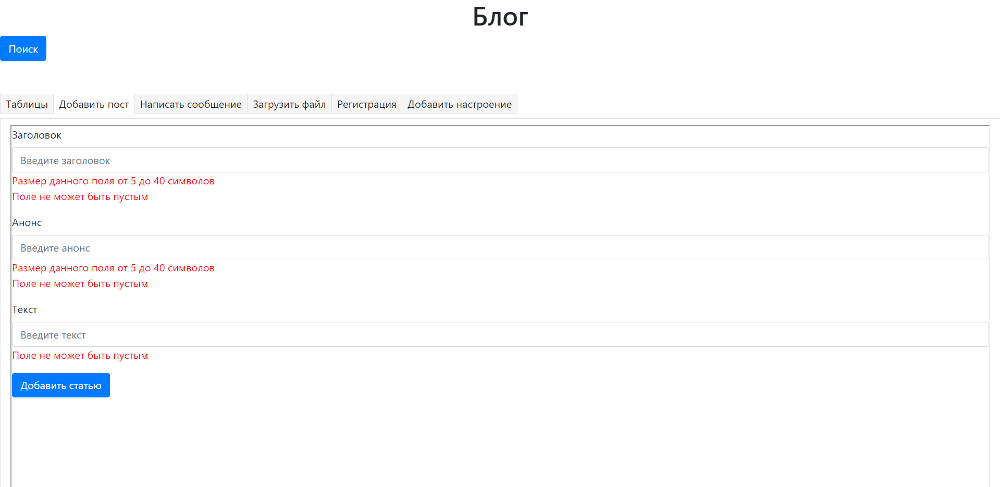 Блог
Поиск
Таблицы Добавить пост Написать сообщение Загрузить файл Регистрация Добавить настроение
Заголовок
Введите заголовок
Размер данного поля от 5 до 40 символов
Поле не может быть пустым
Анонс
Введите анонс
Размер данного поля от 5 до 40 символов
Поле не может быть пустым
Текст
Введите текст
Поле не может быть пустым
Добавить статью